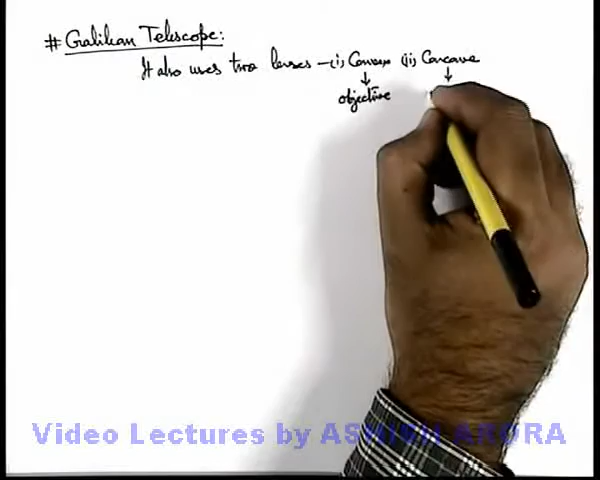 # Galilean Telescope:
It also uses two lenses – (i) Convex (ii) Concave
↓ ↓
objective
Video Lectures by ASHISH ARORA